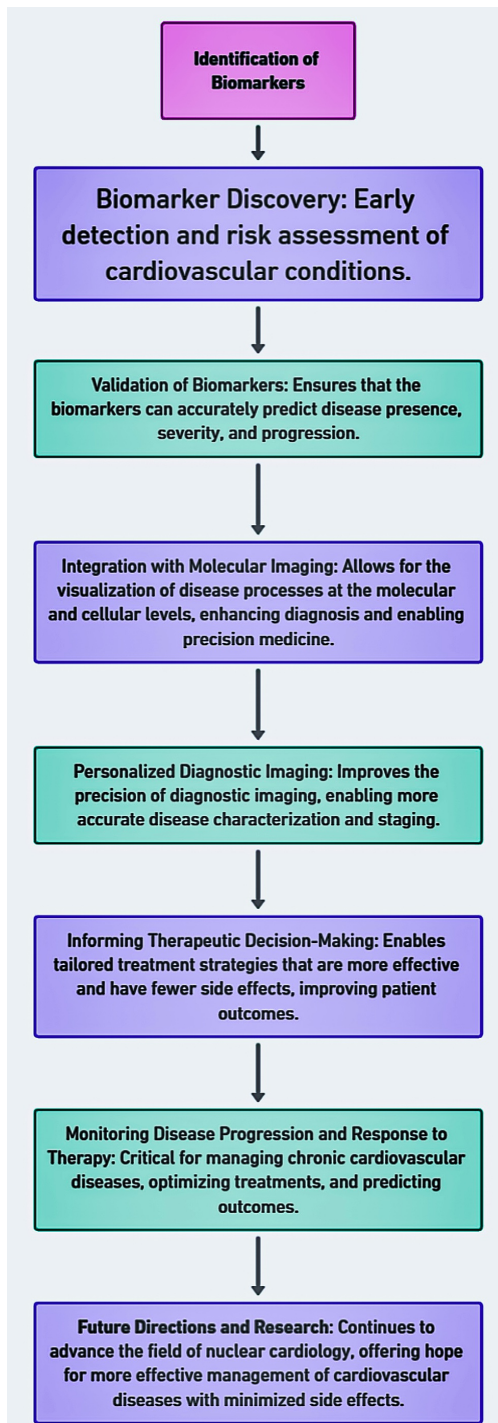 Identification of
Biomarkers
Biomarker Discovery: Early
detection and risk assessment of
cardiovascular conditions.
Validation of Biomarkers: Ensures that the
biomarkers can accurately predict disease presence,
severity, and progression.
Integration with Molecular Imaging: Allows for the
visualization of disease processes at the molecular
and cellular levels, enhancing diagnosis and enabling
precision medicine.
Personalized Diagnostic Imaging: Improves the
precision of diagnostic imaging, enabling more
accurate disease characterization and staging.
Informing Therapeutic Decision-Making: Enables
tailored treatment strategies that are more effective
and have fewer side effects, improving patient
outcomes.
Monitoring Disease Progression and Response to
Therapy: Critical for managing chronic cardiovascular
diseases, optimizing treatments, and predicting
outcomes.
Future Directions and Research: Continues to
advance the field of nuclear cardiology, offering hope
for more effective management of cardiovascular
diseases with minimized side effects.